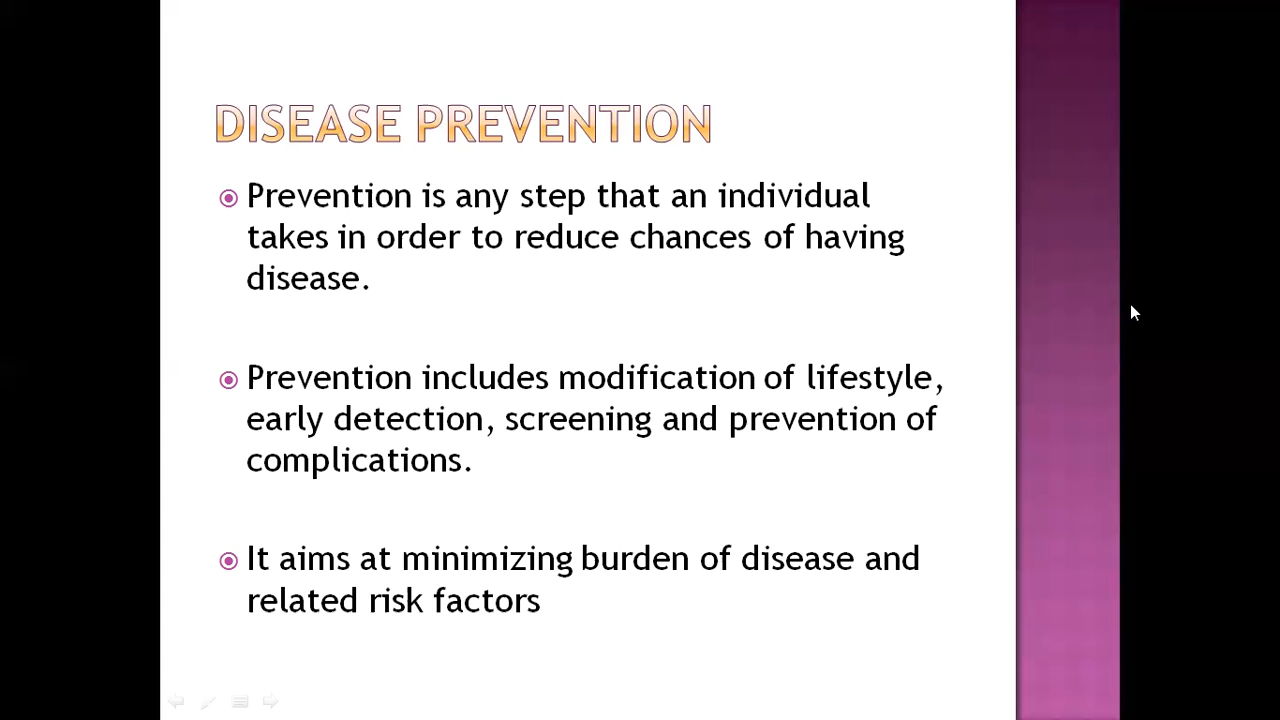 DISEASE PREVENTION
Prevention is any step that an individual
takes in order to reduce chances of having
disease.
Prevention includes modification of lifestyle,
early detection, screening and prevention of
complications.
It aims at minimizing burden of disease and
related risk factors